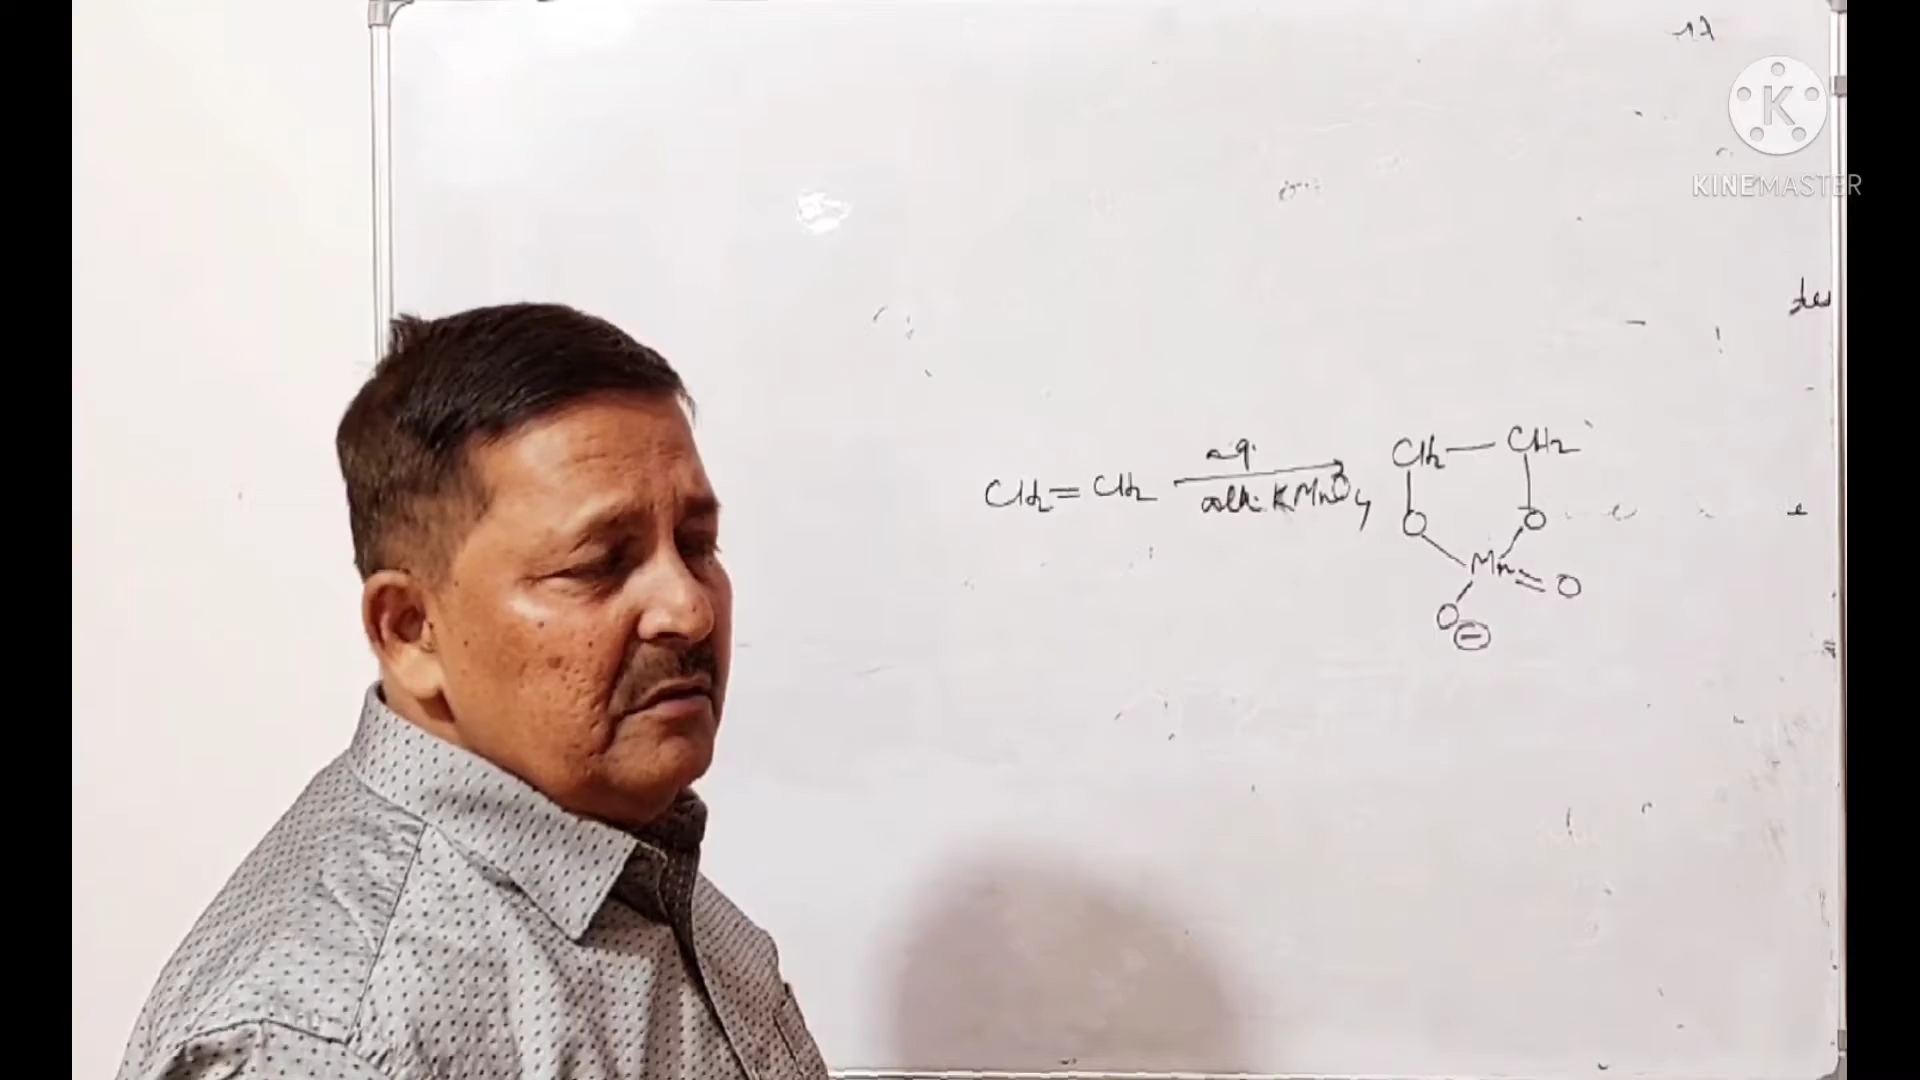 KINEMASTER
CH2 — CH2
aq.
CH2 = CH2
alk. KMnO4
O O
Mn = O
O ⊖